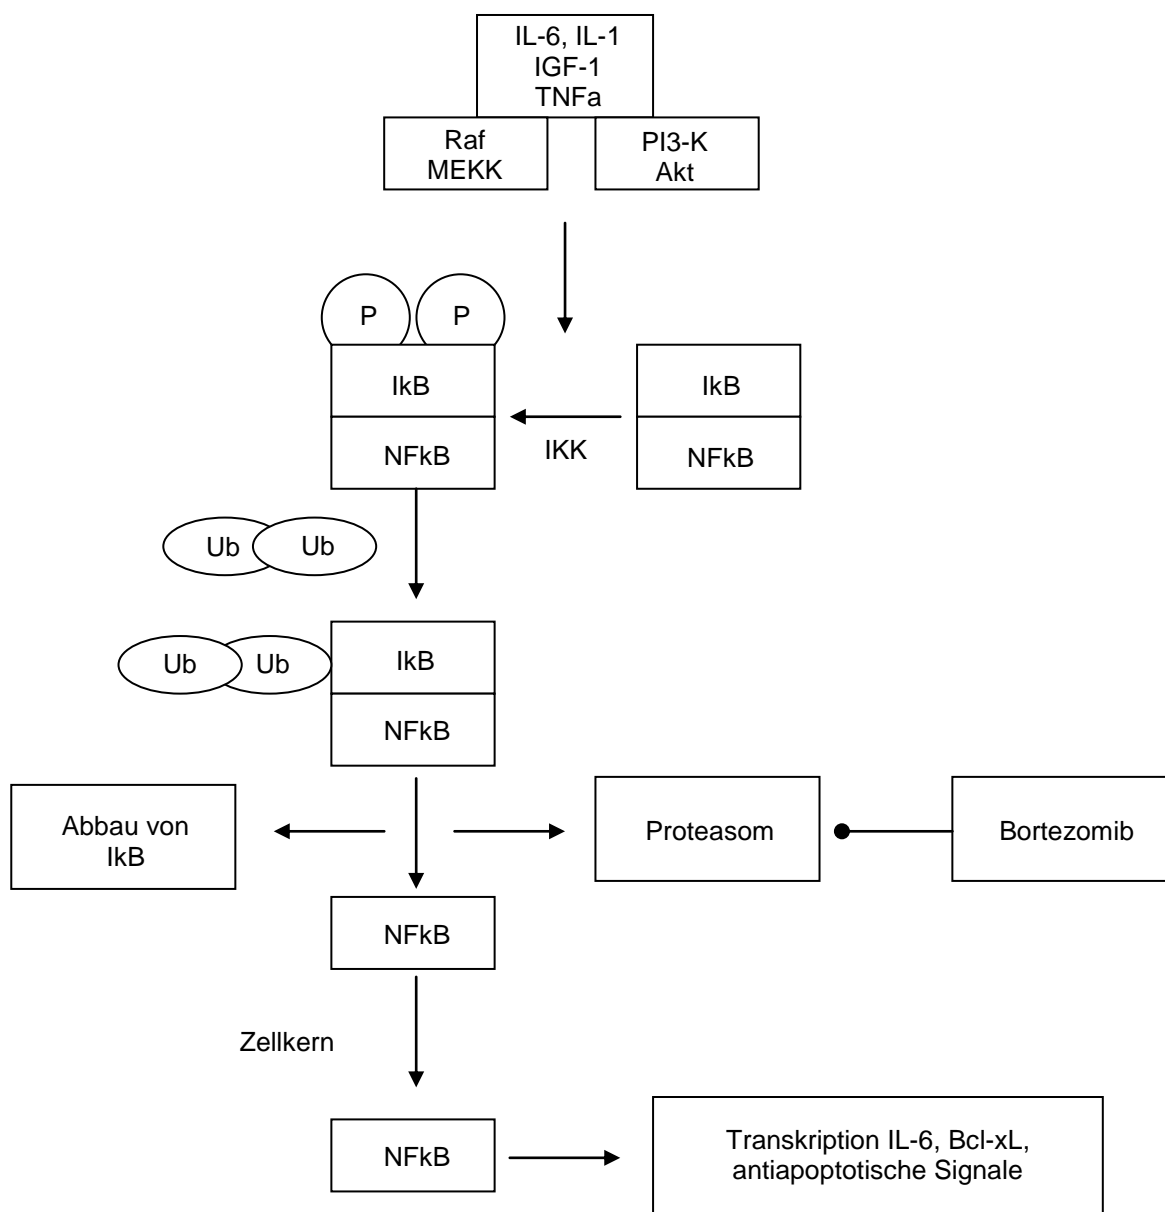 IL-6, IL-1
IGF-1
TNFa
Raf
MEKK
PI3-K
Akt
P
P
IkB
NFkB
IKK
IkB
NFkB
Ub
Ub
Ub
Ub
IkB
NFkB
Abbau von
IkB
Proteasom
Bortezomib
NFkB
Zellkern
NFkB
Transkription IL-6, Bcl-xL,
antiapoptotische Signale